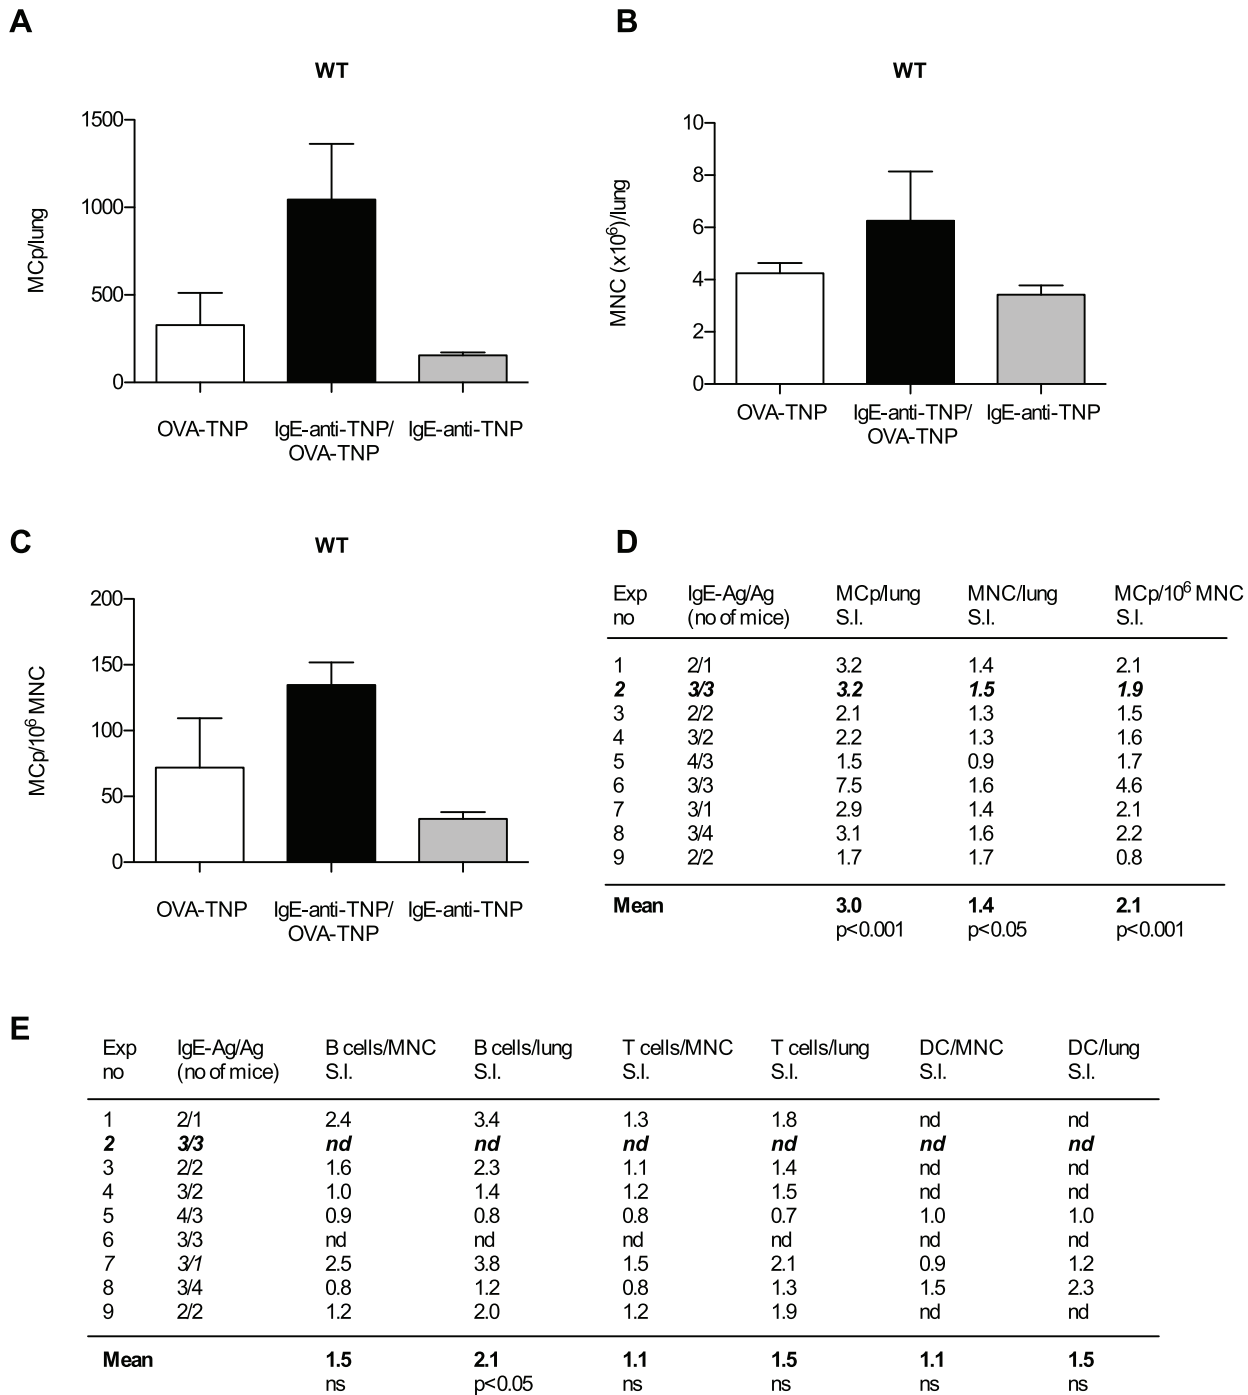 A
WT
1500
1000
500
0
MCp/lung
OVA-TNP
IgE-anti-TNP/
OVA-TNP
IgE-anti-TNP
B
WT
10
8
6
4
2
0
MNC (x10⁶)/lung
OVA-TNP
IgE-anti-TNP/
OVA-TNP
IgE-anti-TNP
C
WT
200
150
100
50
0
MCp/10⁶ MNC
OVA-TNP
IgE-anti-TNP/
OVA-TNP
IgE-anti-TNP
D
Exp IgE-Ag/Ag MCp/lung MNC/lung MCp/10⁶ MNC
no (no of mice) S.I. S.I. S.I.
1 2/1 3.2 1.4 2.1
2 3/3 3.2 1.5 1.9
3 2/2 2.1 1.3 1.5
4 3/2 2.2 1.3 1.6
5 4/3 1.5 0.9 1.7
6 3/3 7.5 1.6 4.6
7 3/1 2.9 1.4 2.1
8 3/4 3.1 1.6 2.2
9 2/2 1.7 1.7 0.8
Mean 3.0 1.4 2.1
p<0.001 p<0.05 p<0.001
E
Exp IgE-Ag/Ag B cells/MNC B cells/lung T cells/MNC T cells/lung DC/MNC DC/lung
no (no of mice) S.I. S.I. S.I. S.I. S.I. S.I.
1 2/1 2.4 3.4 1.3 1.8 nd nd
2 3/3 nd nd nd nd nd nd
3 2/2 1.6 2.3 1.1 1.4 nd nd
4 3/2 1.0 1.4 1.2 1.5 nd nd
5 4/3 0.9 0.8 0.8 0.7 1.0 1.0
6 3/3 nd nd nd nd nd nd
7 3/1 2.5 3.8 1.5 2.1 0.9 1.2
8 3/4 0.8 1.2 0.8 1.3 1.5 2.3
9 2/2 1.2 2.0 1.2 1.9 nd nd
Mean 1.5 2.1 1.1 1.5 1.1 1.5
ns p<0.05 ns ns ns ns